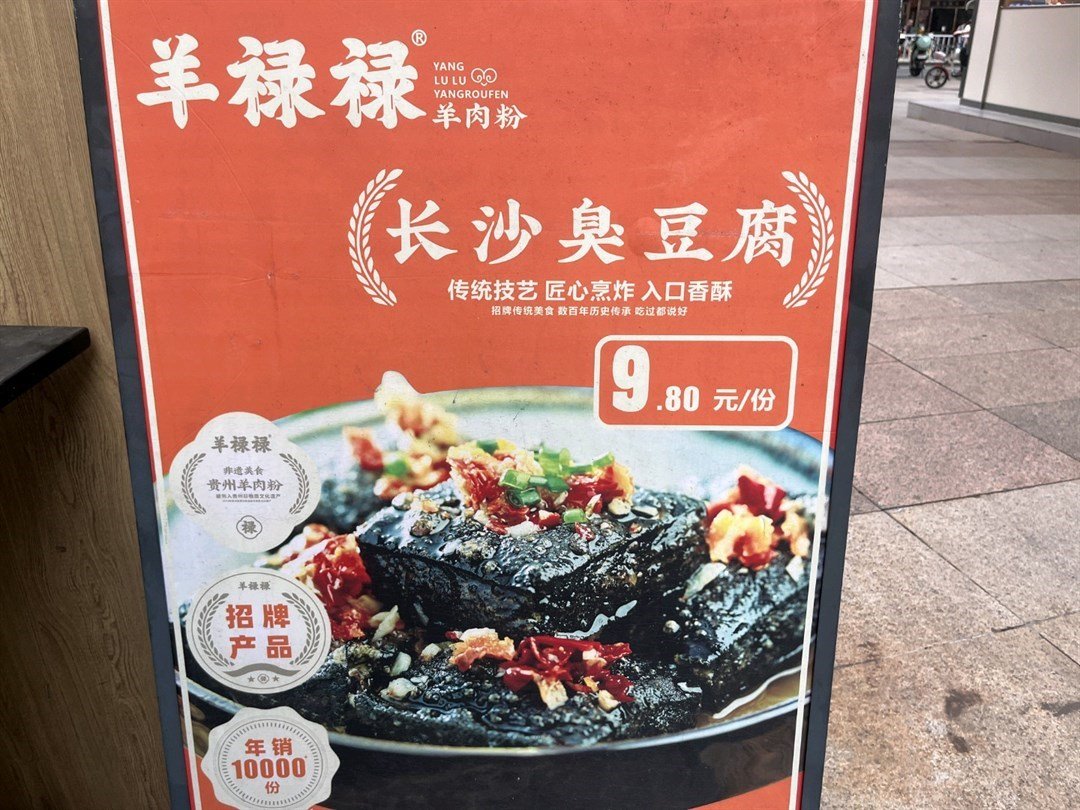 羊禄禄®
YANG
LU LU
YANGROUFEN
羊肉粉
长沙臭豆腐
传统技艺 匠心烹炸 入口香酥
招牌传统美食 数百年历史传承 吃过都说好
9.80 元/份
羊禄禄
非遗美食
贵州羊肉粉
禄
羊禄禄
招牌
产品
年销
10000+
份